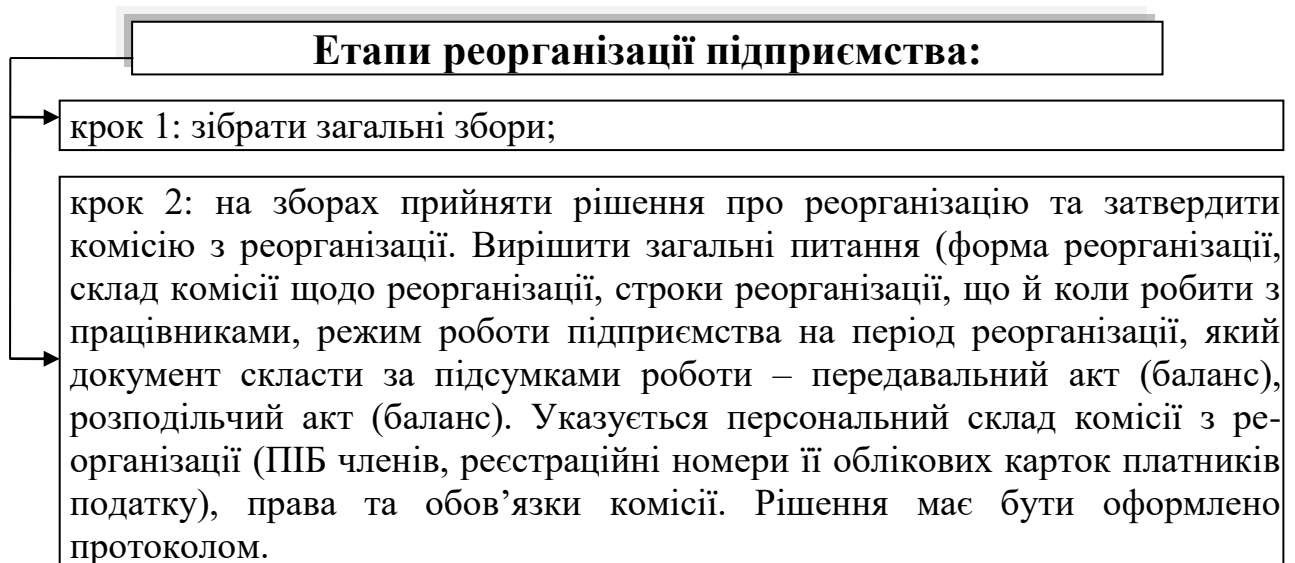 Етапи реорганізації підприємства:
крок 1: зібрати загальні збори;
крок 2: на зборах прийняти рішення про реорганізацію та затвердити
комісію з реорганізації. Вирішити загальні питання (форма реорганізації,
склад комісії щодо реорганізації, строки реорганізації, що й коли робити з
працівниками, режим роботи підприємства на період реорганізації, який
документ скласти за підсумками роботи – передавальний акт (баланс),
розподільчий акт (баланс). Указується персональний склад комісії з ре-
організації (ПІБ членів, реєстраційні номери її облікових карток платників
податку), права та обов’язки комісії. Рішення має бути оформлено
протоколом.